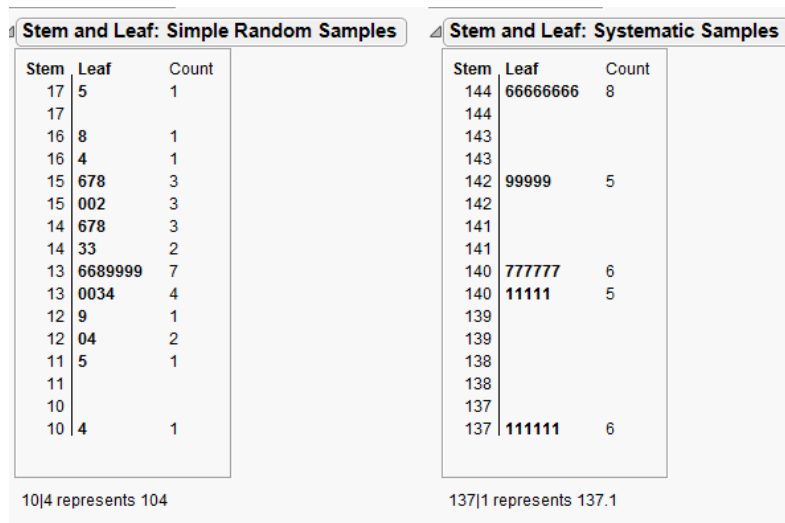 Stem and Leaf: Simple Random Samples
Stem Leaf Count
17 5 1
17
16 8 1
16 4 1
15 678 3
15 002 3
14 678 3
14 33 2
13 6689999 7
13 0034 4
12 9 1
12 04 2
11 5 1
11
10
10 4 1
10|4 represents 104
Stem and Leaf: Systematic Samples
Stem Leaf Count
144 66666666 8
144
143
143
142 99999 5
142
141
141
140 777777 6
140 11111 5
139
139
138
138
137
137 111111 6
137|1 represents 137.1